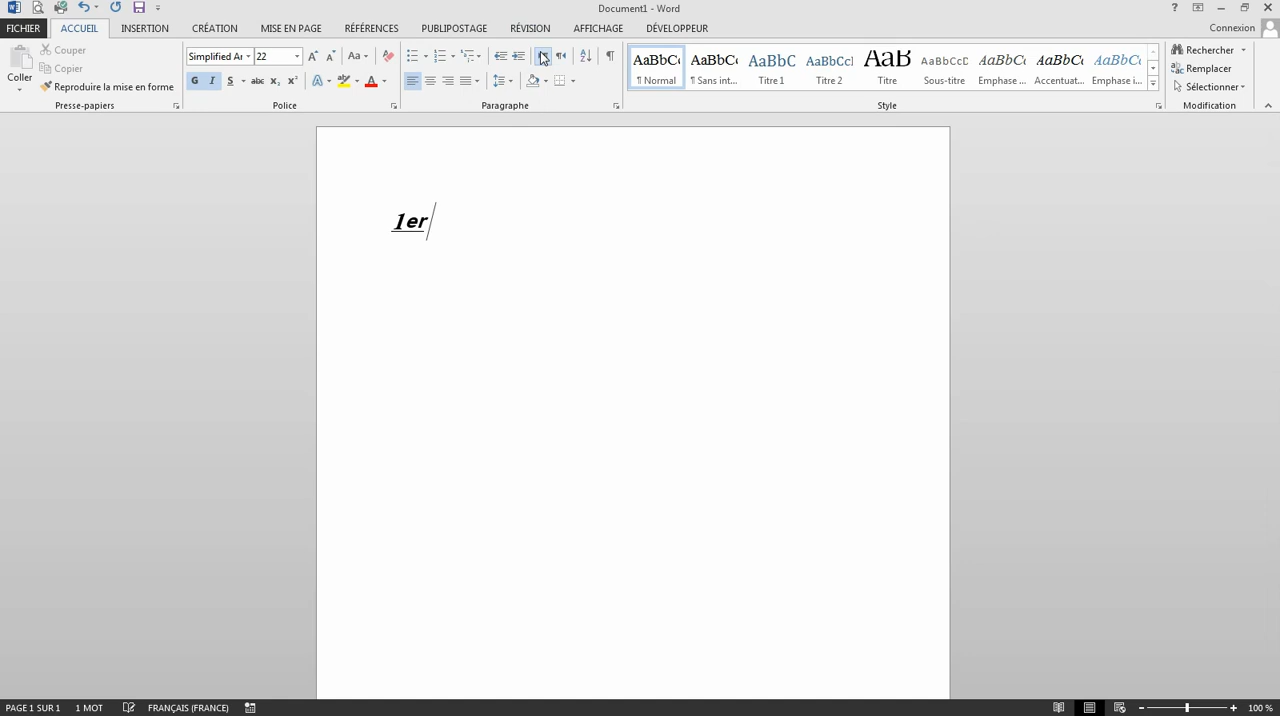 Document1 - Word
FICHIER ACCUEIL INSERTION CRÉATION MISE EN PAGE RÉFÉRENCES PUBLIPOSTAGE RÉVISION AFFICHAGE DÉVELOPPEUR Connexion
Coller
Couper
Copier
Reproduire la mise en forme
Presse-papiers
Simplified Ar 22
Aa
G I S abc x₂ x²
Police
Paragraphe
AaBbC AaBbCc AaBbC AaBbCc AaB AaBbCcD AaBbCc AaBbCc AaBbCc
¶ Normal ¶ Sans int... Titre 1 Titre 2 Titre Sous-titre Emphase ... Accentuat... Emphase i...
Style
Rechercher
Remplacer
Sélectionner
Modification
1er
PAGE 1 SUR 1 1 MOT FRANÇAIS (FRANCE) 100 %